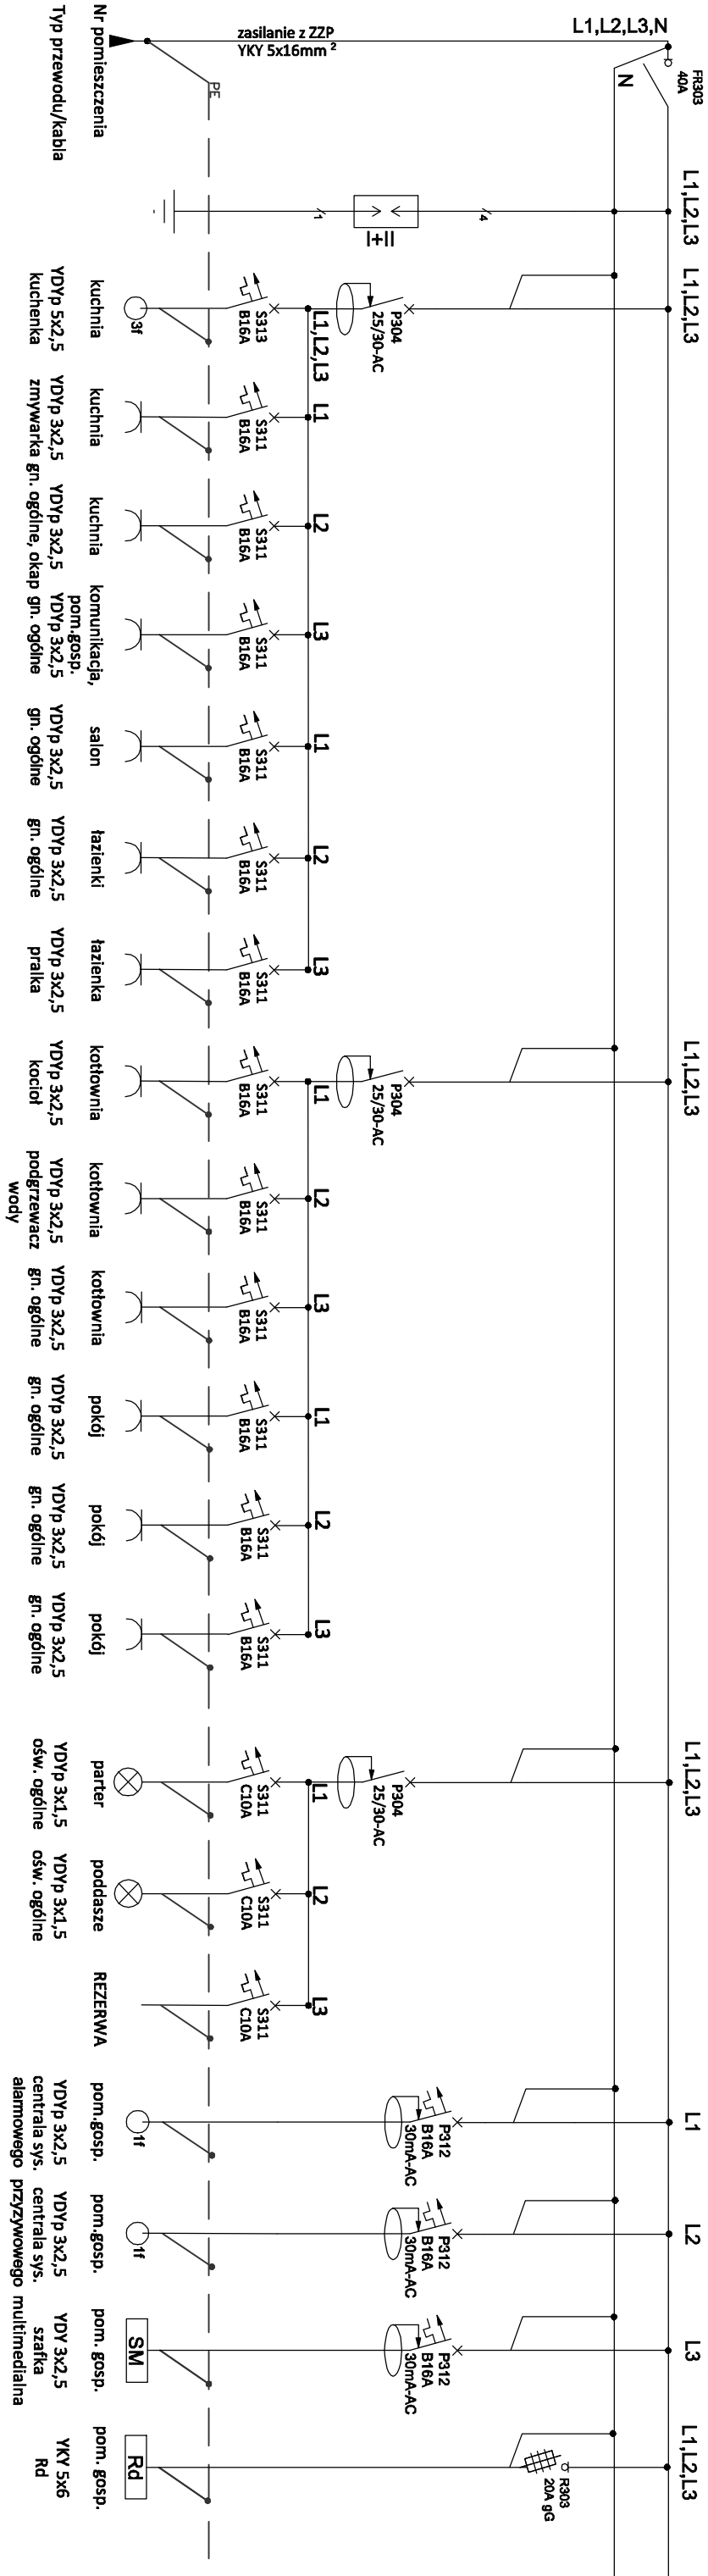 L1,L2,L3,N
FR303
40A
N
zasilanie z ZZP
YKY 5x16mm ²
PE
Nr pomieszczenia
Typ przewodu/kabla
L1,L2,L3
4
1
I+II
L1,L2,L3
P304
25/30-AC
L1,L2,L3
S313
B16A
3f
kuchnia
YDYp 5x2,5
kuchenka
L1
S311
B16A
kuchnia
YDYp 3x2,5
zmywarka
L2
S311
B16A
kuchnia
YDYp 3x2,5
gn. ogólne, okap
L3
S311
B16A
komunikacja,
pom.gosp.
YDYp 3x2,5
gn. ogólne
L1
S311
B16A
salon
YDYp 3x2,5
gn. ogólne
L2
S311
B16A
łazienki
YDYp 3x2,5
gn. ogólne
L3
S311
B16A
łazienka
YDYp 3x2,5
pralka
L1,L2,L3
P304
25/30-AC
L1
S311
B16A
kotłownia
YDYp 3x2,5
kocioł
L2
S311
B16A
kotłownia
YDYp 3x2,5
podgrzewacz
wody
L3
S311
B16A
kotłownia
YDYp 3x2,5
gn. ogólne
L1
S311
B16A
pokój
YDYp 3x2,5
gn. ogólne
L2
S311
B16A
pokój
YDYp 3x2,5
gn. ogólne
L3
S311
B16A
pokój
YDYp 3x2,5
gn. ogólne
L1,L2,L3
P304
25/30-AC
L1
S311
C10A
parter
YDYp 3x1,5
ośw. ogólne
L2
S311
C10A
poddasze
YDYp 3x1,5
ośw. ogólne
L3
S311
C10A
REZERWA
L1
P312
B16A
30mA-AC
1f
pom.gosp.
YDYp 3x2,5
centrala sys.
alarmowego
L2
P312
B16A
30mA-AC
1f
pom.gosp.
YDYp 3x2,5
centrala sys.
przyzywowego
L3
P312
B16A
30mA-AC
SM
pom. gosp.
YDY 3x2,5
szafka
multimedialna
L1,L2,L3
R303
20A gG
Rd
pom. gosp.
YKY 5x6
Rd